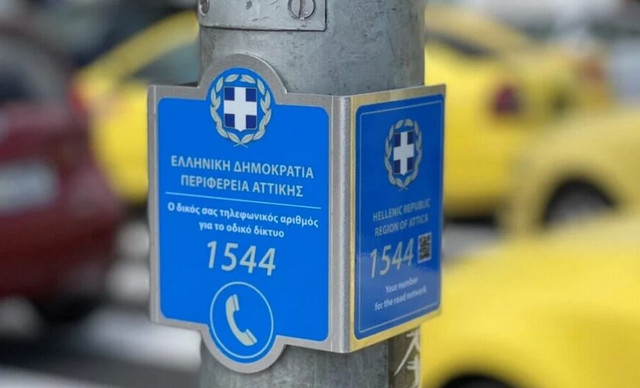 ΕΛΛΗΝΙΚΗ ΔΗΜΟΚΡΑΤΙΑ
ΠΕΡΙΦΕΡΕΙΑ ΑΤΤΙΚΗΣ
Ο δικός σας τηλεφωνικός αριθμός
για το οδικό δίκτυο
1544
HELLENIC REPUBLIC
REGION OF ATTICA
1544
Your number
for the road network